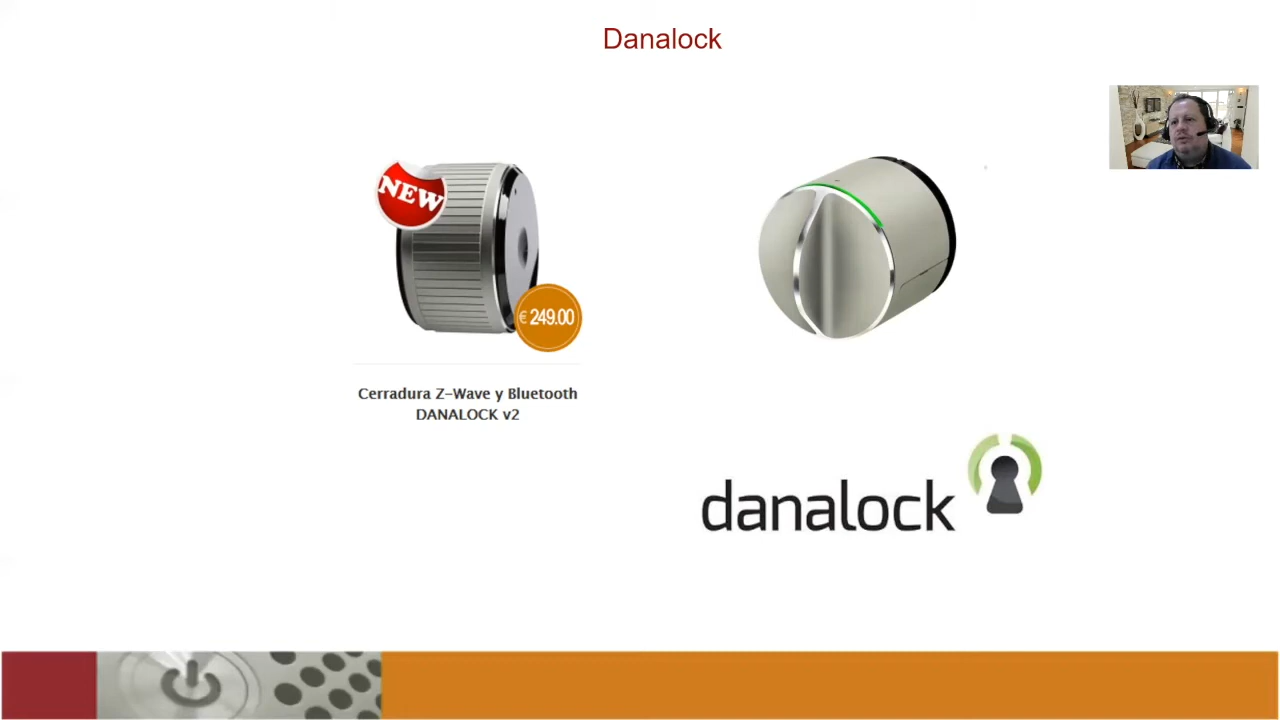 Danalock
NEW
€ 249.00
Cerradura Z-Wave y Bluetooth
DANALOCK v2
danalock